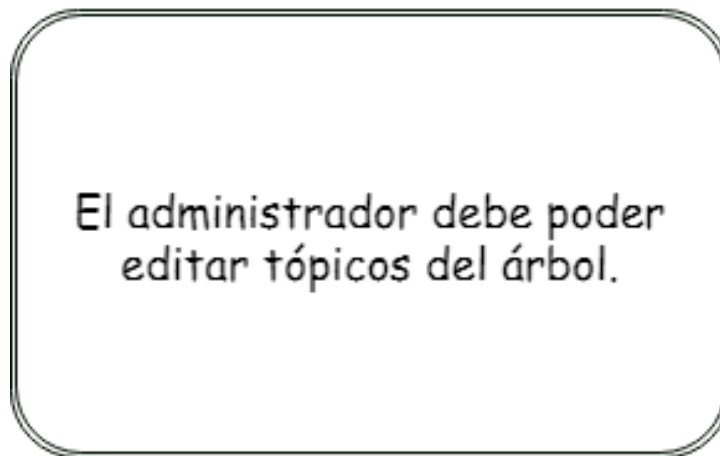 El administrador debe poder
editar tópicos del árbol.